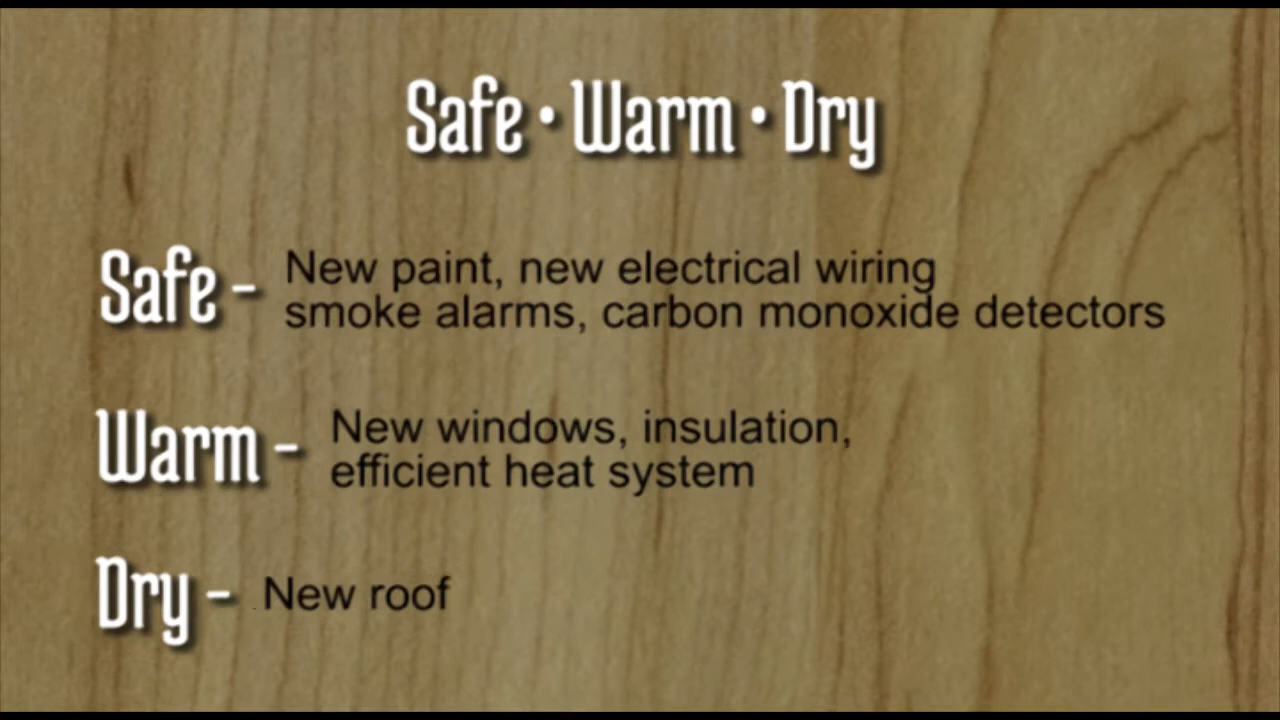 Safe • Warm • Dry
Safe - New paint, new electrical wiring
smoke alarms, carbon monoxide detectors
Warm - New windows, insulation,
efficient heat system
Dry - New roof